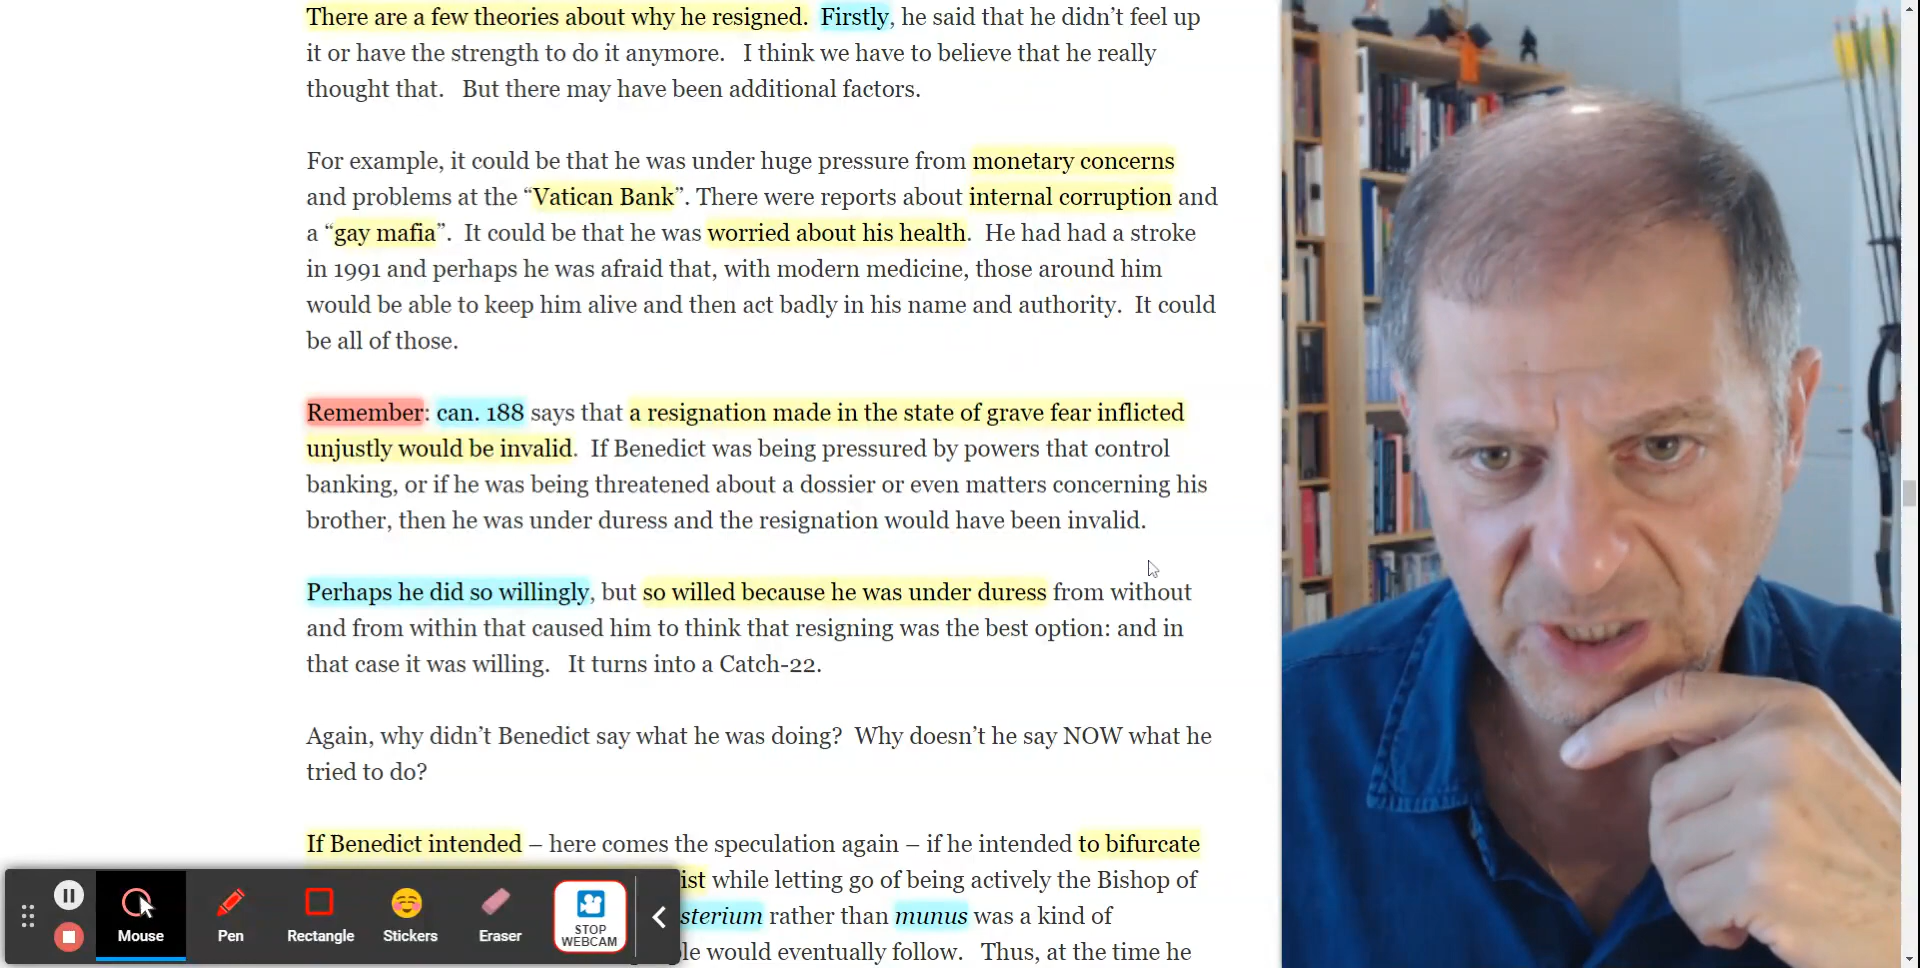 There are a few theories about why he resigned. Firstly, he said that he didn’t feel up
it or have the strength to do it anymore. I think we have to believe that he really
thought that. But there may have been additional factors.
For example, it could be that he was under huge pressure from monetary concerns
and problems at the “Vatican Bank”. There were reports about internal corruption and
a “gay mafia”. It could be that he was worried about his health. He had had a stroke
in 1991 and perhaps he was afraid that, with modern medicine, those around him
would be able to keep him alive and then act badly in his name and authority. It could
be all of those.
Remember: can. 188 says that a resignation made in the state of grave fear inflicted
unjustly would be invalid. If Benedict was being pressured by powers that control
banking, or if he was being threatened about a dossier or even matters concerning his
brother, then he was under duress and the resignation would have been invalid.
Perhaps he did so willingly, but so willed because he was under duress from without
and from within that caused him to think that resigning was the best option: and in
that case it was willing. It turns into a Catch-22.
Again, why didn’t Benedict say what he was doing? Why doesn’t he say NOW what he
tried to do?
If Benedict intended – here comes the speculation again – if he intended to bifurcate
ist while letting go of being actively the Bishop of
sterium rather than munus was a kind of
ple would eventually follow. Thus, at the time he
Mouse
Pen
Rectangle
Stickers
Eraser
STOP
WEBCAM